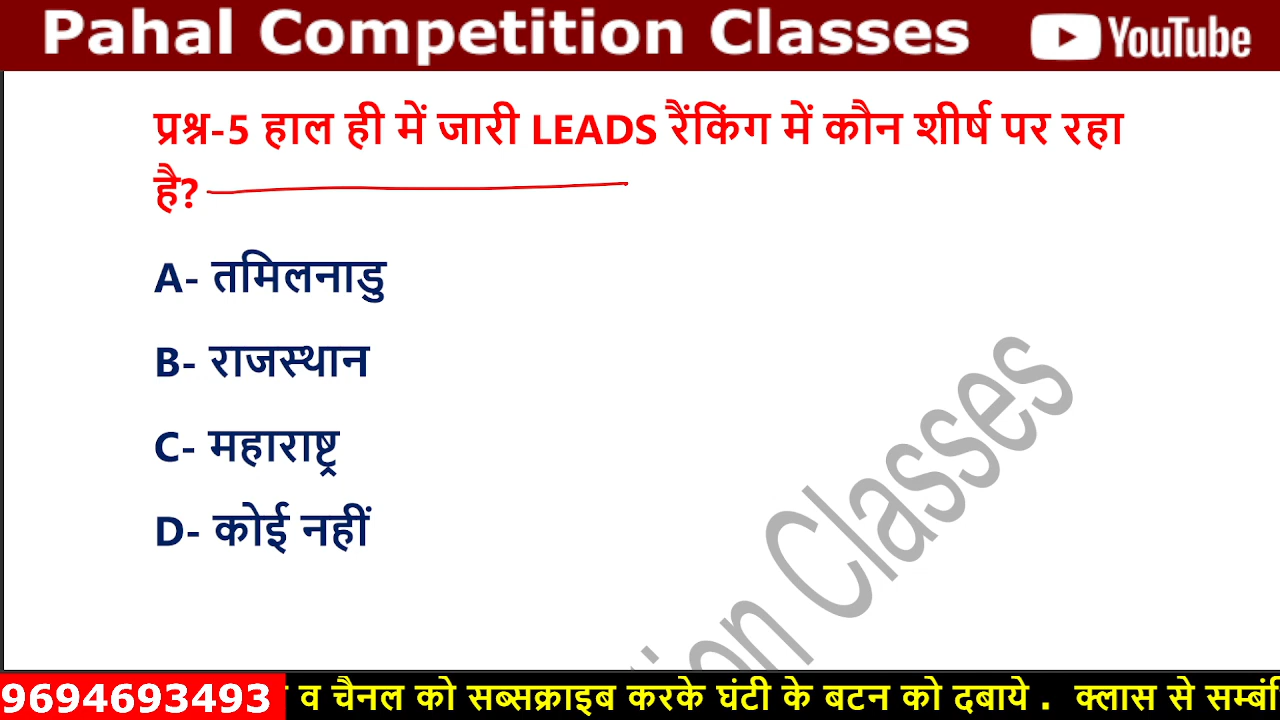 Pahal Competition Classes
YouTube
प्रश्न-5 हाल ही में जारी LEADS रैंकिंग में कौन शीर्ष पर रहा
है?
A- तमिलनाडु
B- राजस्थान
C- महाराष्ट्र
D- कोई नहीं
Classes
9694693493 व चैनल को सब्सक्राइब करके घंटी के बटन को दबाये . क्लास से